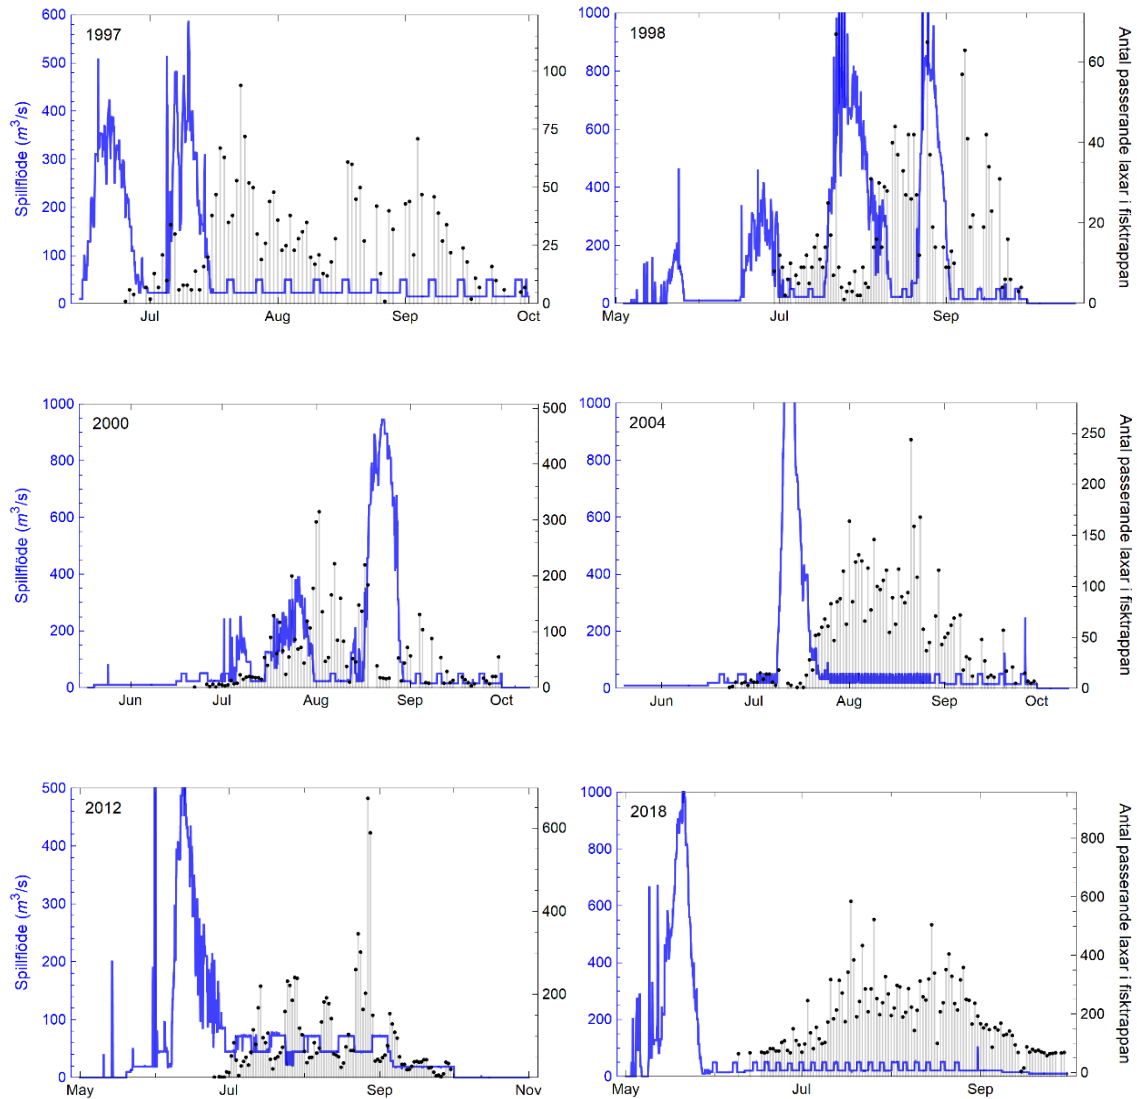 1997
Spillflöde (m³/s)
600
500
400
300
200
100
0
100
75
50
25
0
Jul
Aug
Sep
Oct
1998
1000
800
600
400
200
0
60
40
20
0
Antal passerande laxar i fisktrappan
May
Jul
Sep
2000
Spillflöde (m³/s)
1000
800
600
400
200
0
500
400
300
200
100
0
Jun
Jul
Aug
Sep
Oct
2004
1000
800
600
400
200
0
250
200
150
100
50
0
Antal passerande laxar i fisktrappan
Jun
Jul
Aug
Sep
Oct
2012
Spillflöde (m³/s)
500
400
300
200
100
0
600
400
200
May
Jul
Sep
Nov
2018
1000
800
600
400
200
0
800
600
400
200
0
Antal passerande laxar i fisktrappan
May
Jul
Sep